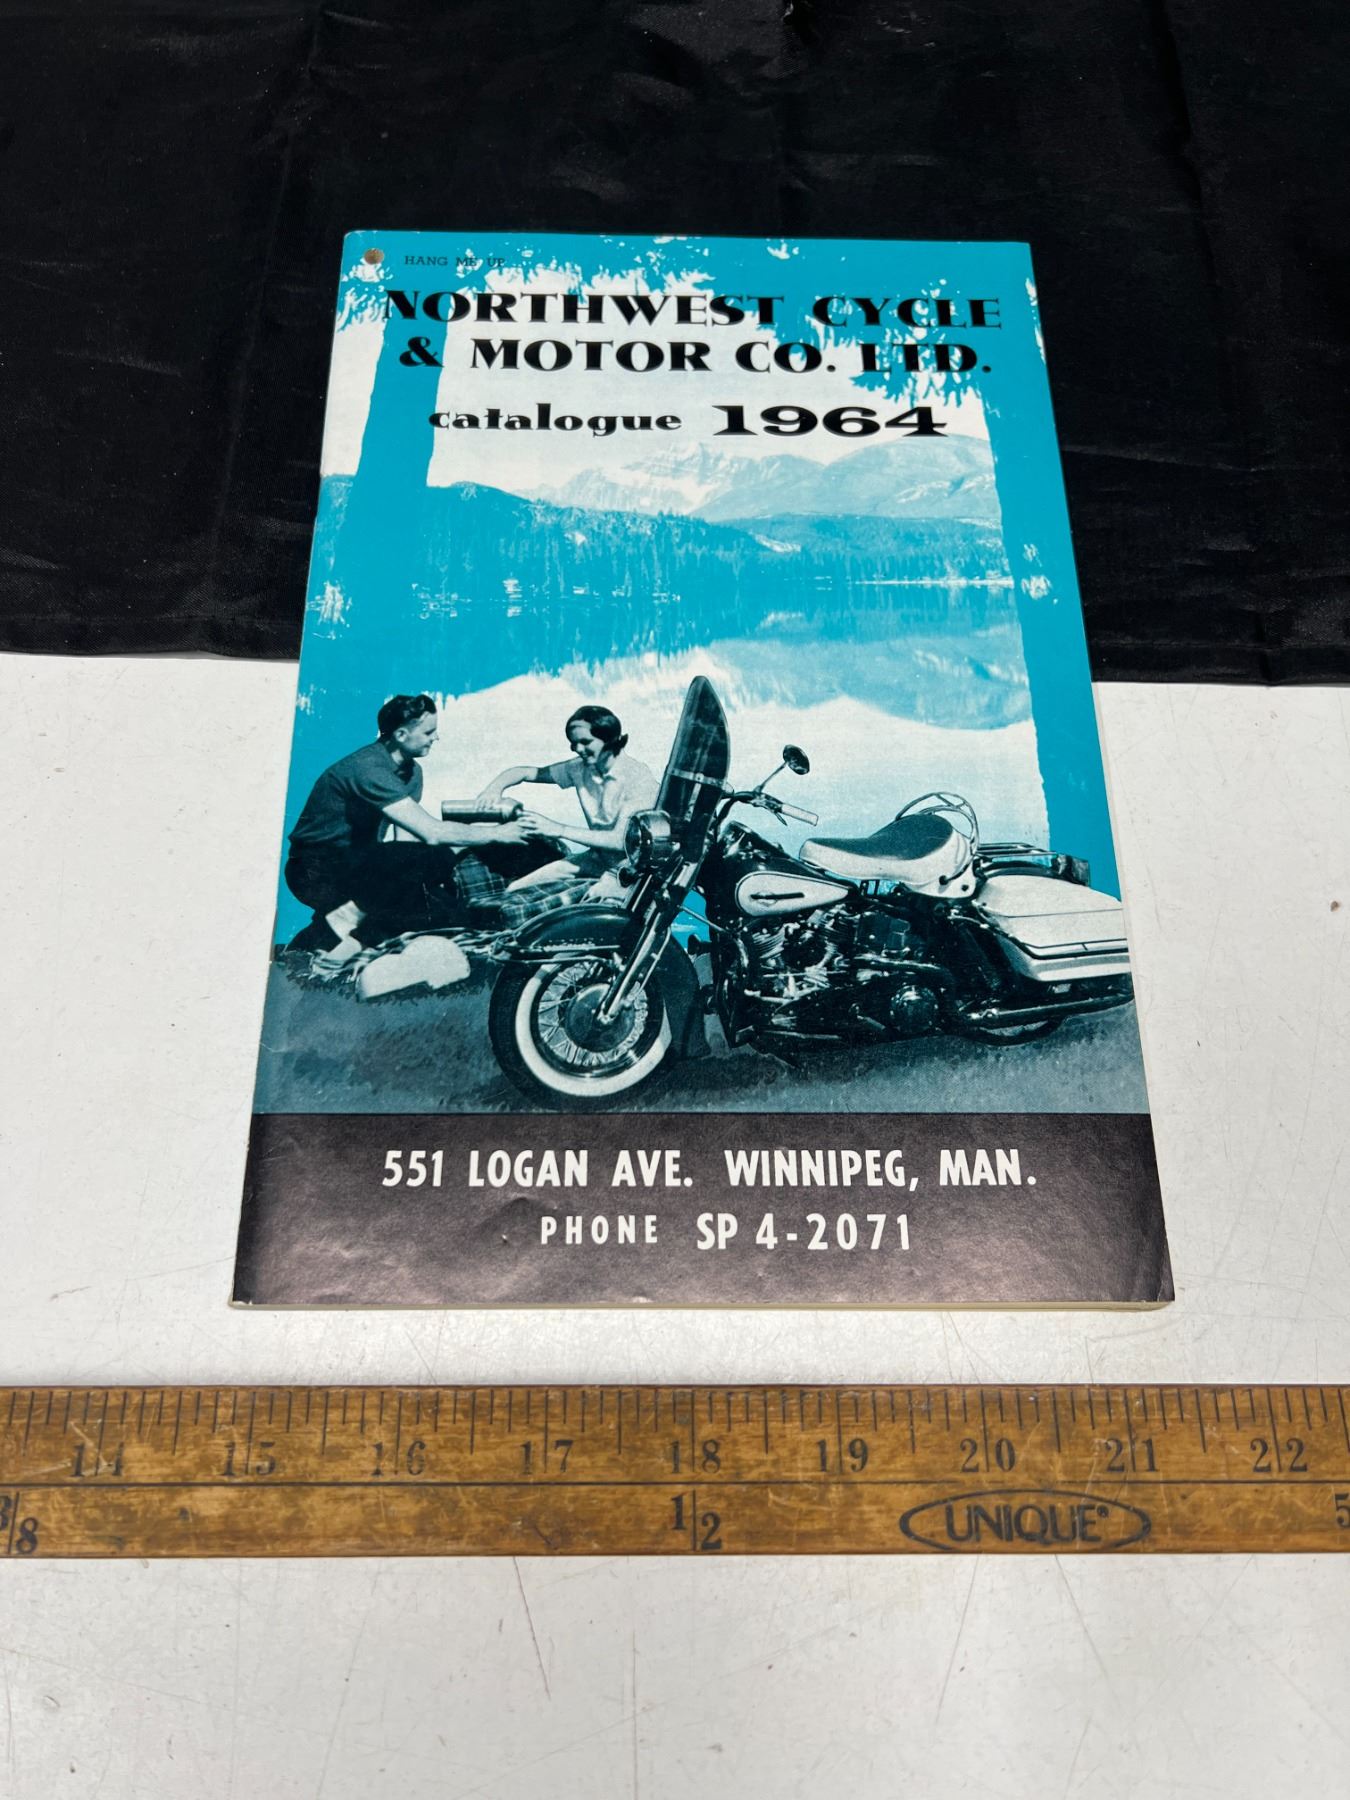 HANG ME UP
NORTHWEST CYCLE
& MOTOR CO. LTD.
catalogue 1964
551 LOGAN AVE. WINNIPEG, MAN.
PHONE SP 4-2071
14 15 16 17 18 19 20 21 22
3/8 1/2 UNIQUE® 5